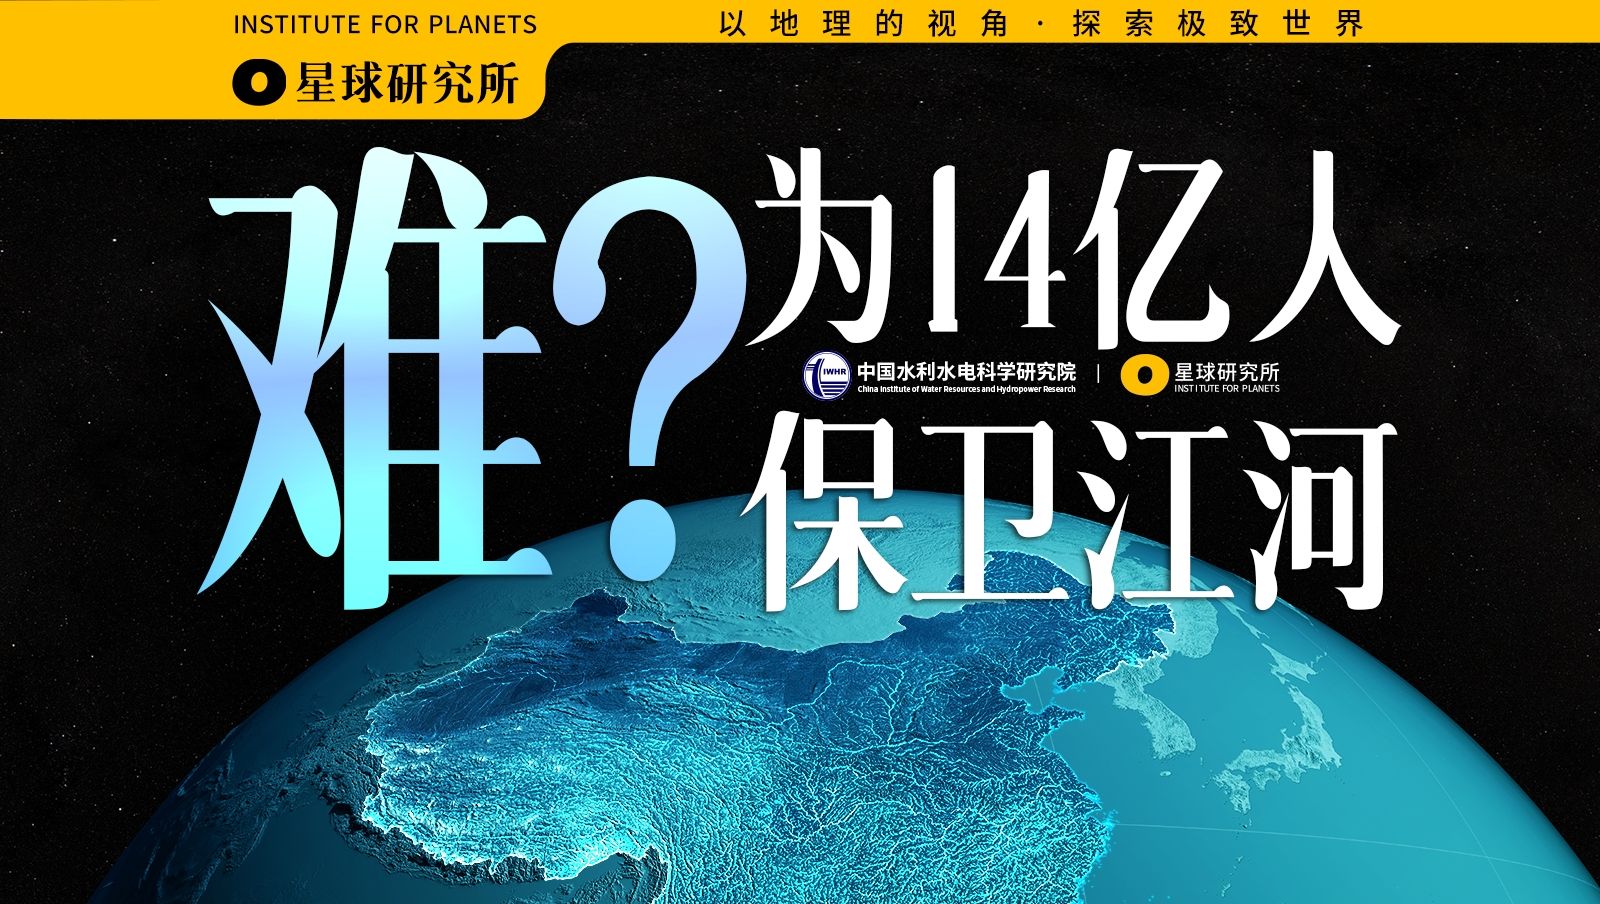 INSTITUTE FOR PLANETS
星球研究所
以地理的视角·探索极致世界
难?
为14亿人
IWHR
中国水利水电科学研究院
China Institute of Water Resources and Hydropower Research
星球研究所
INSTITUTE FOR PLANETS
保卫江河